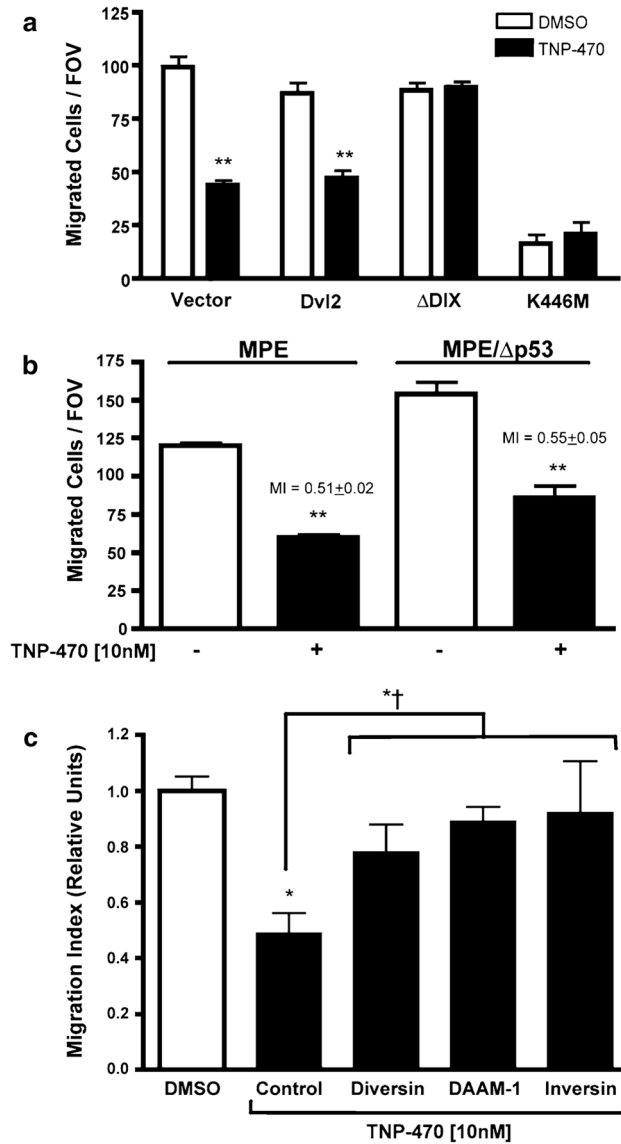 a
DMSO
TNP-470
Migrated Cells / FOV
100
75
50
25
0
**
**
Vector
Dvl2
ΔDIX
K446M
b
MPE
MPE/Δp53
Migrated Cells / FOV
175
150
125
100
75
50
25
0
MI = 0.51±0.02
**
MI = 0.55±0.05
**
TNP-470 [10nM]
-
+
-
+
c
*†
Migration Index (Relative Units)
1.2
1.0
0.8
0.6
0.4
0.2
0.0
*
DMSO
Control
Diversin
DAAM-1
Inversin
TNP-470 [10nM]